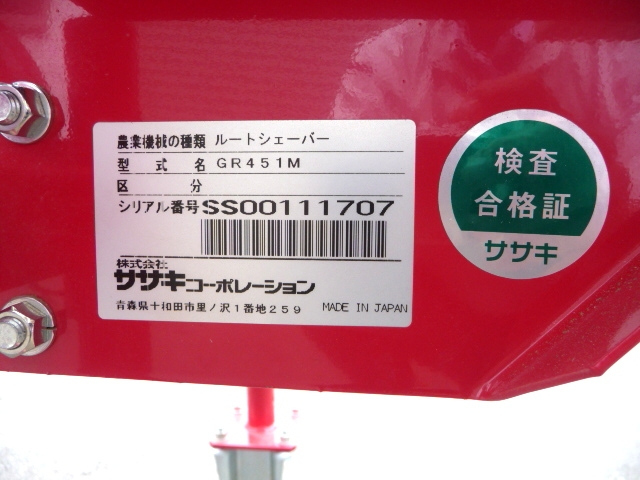 農業機械の種類 ルートシェーバー
型式名 GR451M
区分
シリアル番号 SS00111707
株式会社
ササキコーポレーション
青森県十和田市里ノ沢1番地259 MADE IN JAPAN
検査
合格証
ササキ